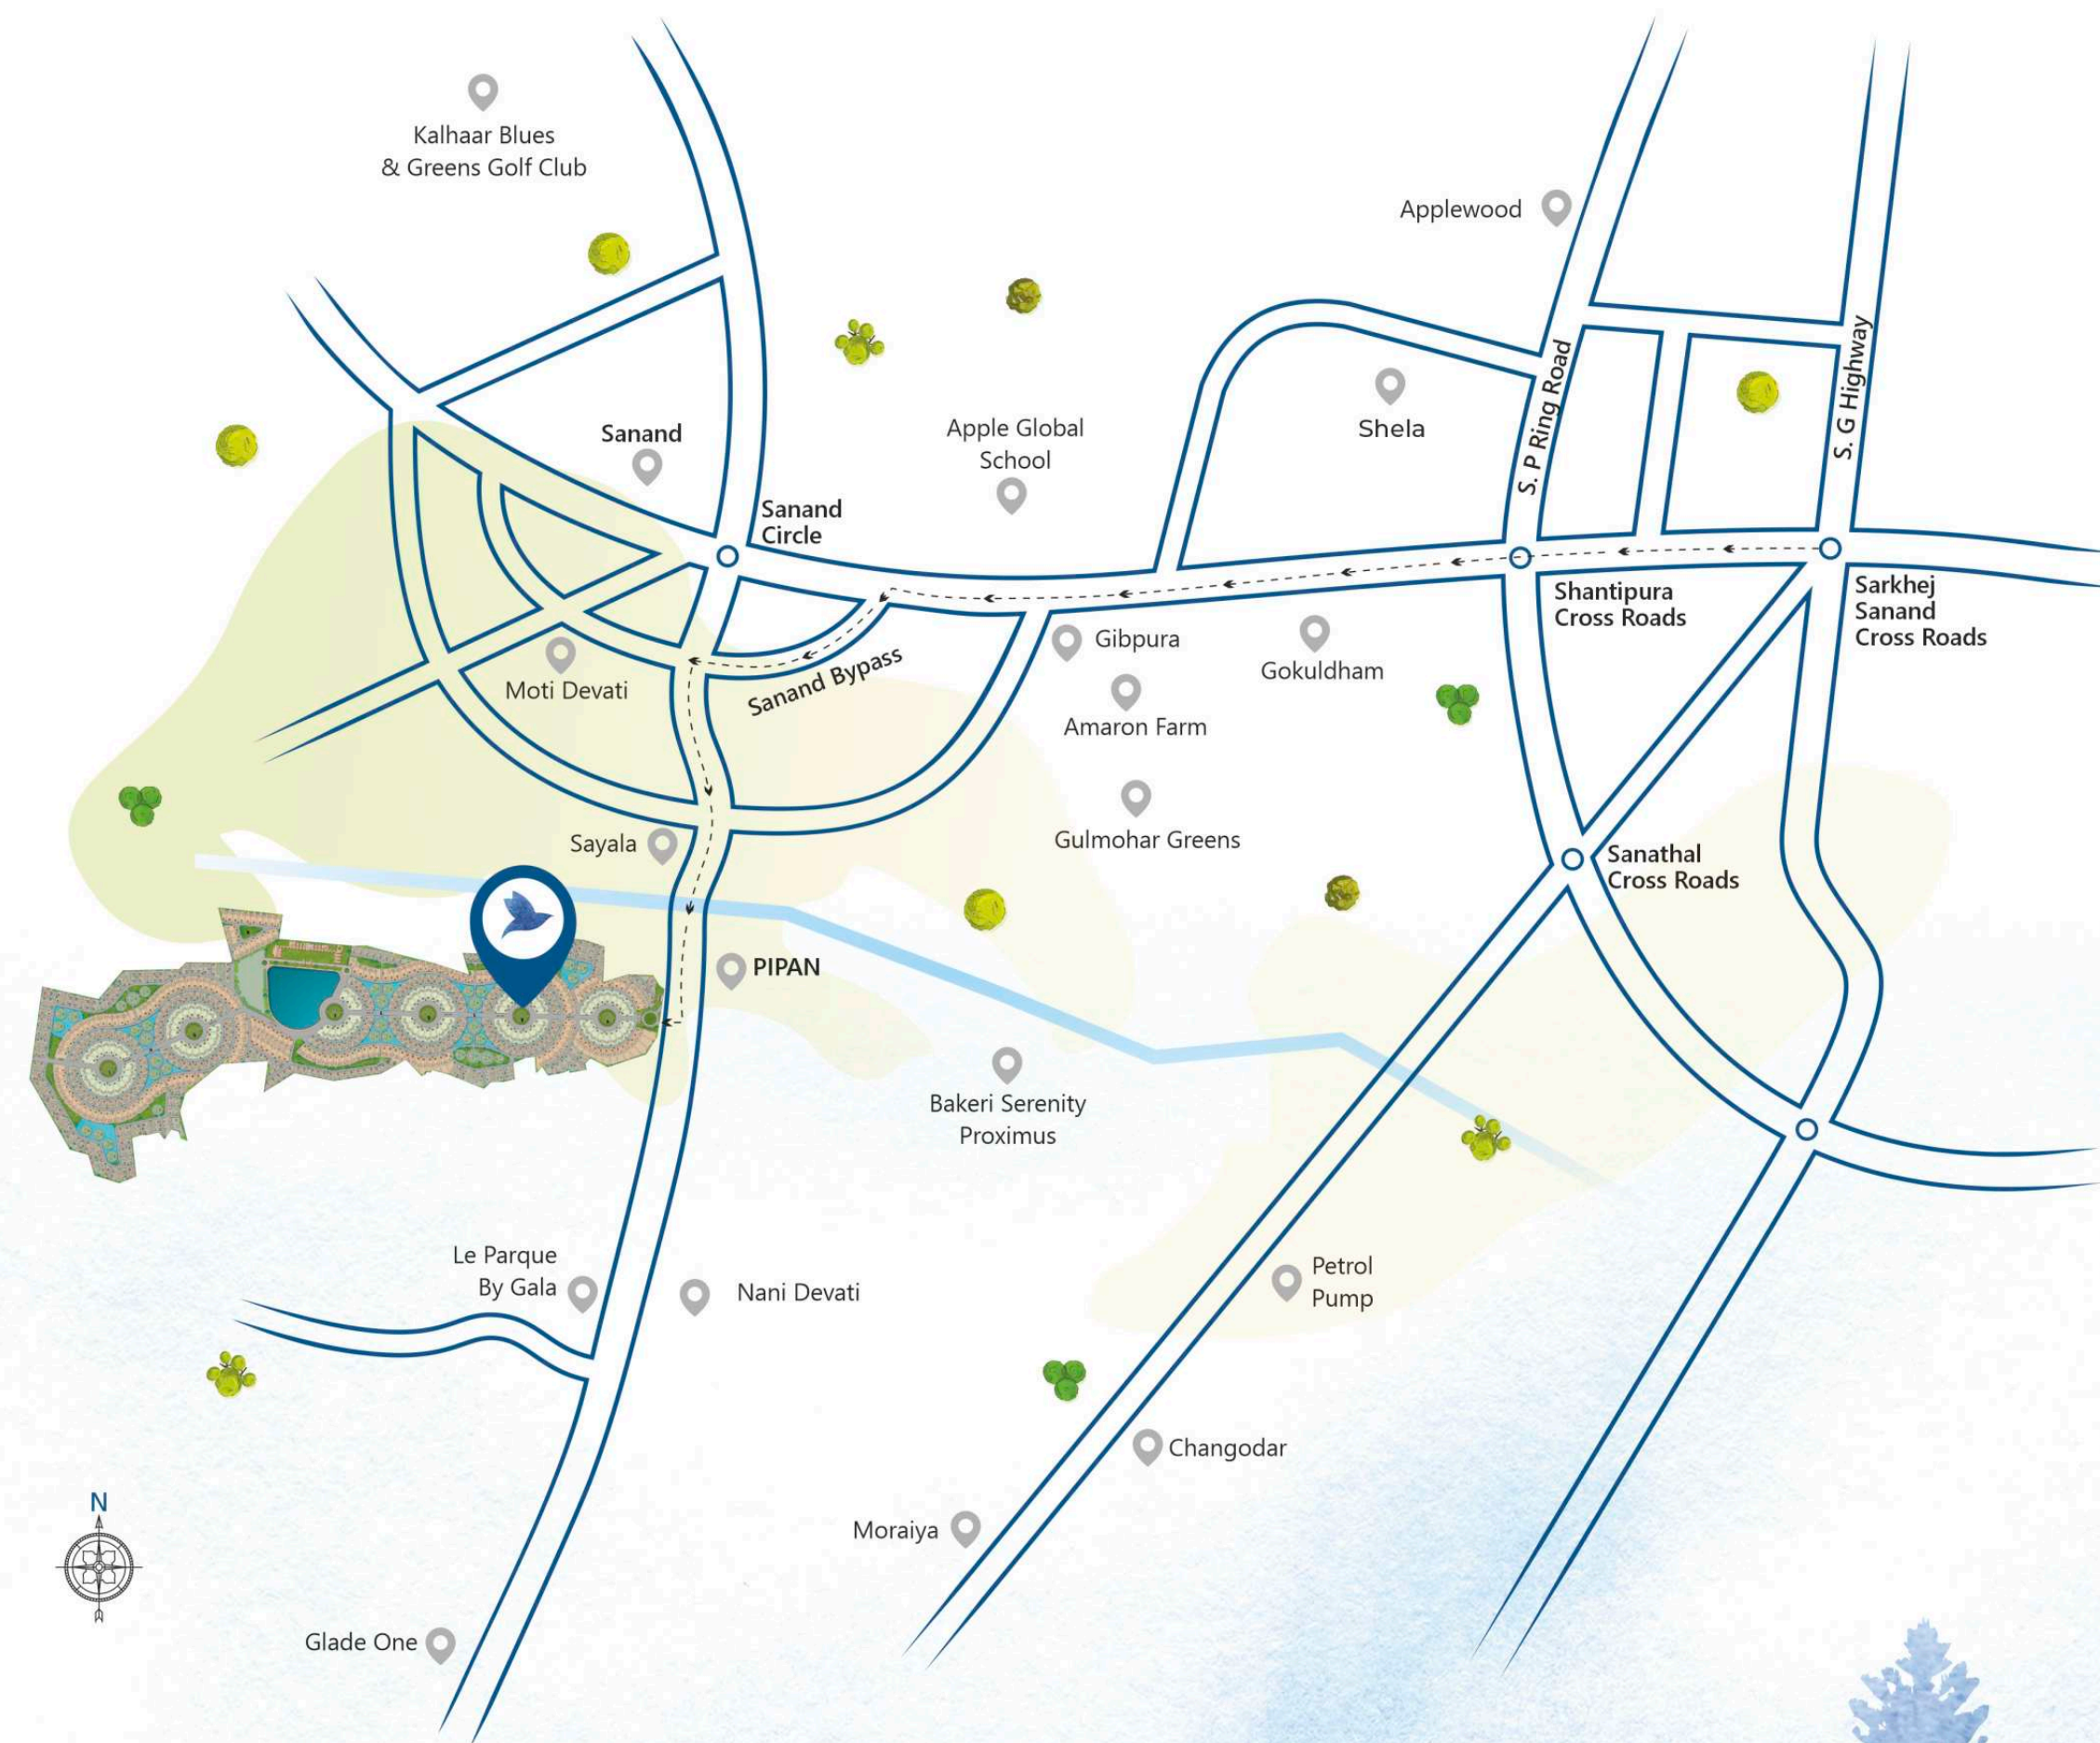 Kalhaar Blues
& Greens Golf Club
Applewood
S. P Ring Road
S. G Highway
Shela
Sanand
Apple Global
School
Sanand
Circle
Shantipura
Cross Roads
Sarkhej
Sanand
Cross Roads
Gibpura
Gokuldham
Moti Devati
Sanand Bypass
Amaron Farm
Sayala
Gulmohar Greens
Sanathal
Cross Roads
PIPAN
Bakeri Serenity
Proximus
Le Parque
By Gala
Nani Devati
Petrol
Pump
Changodar
N
Moraiya
Glade One